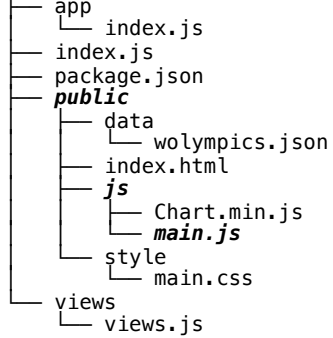 ├── app
│   └── index.js
├── index.js
├── package.json
├── public
│   ├── data
│   │   └── wolympics.json
│   ├── index.html
│   ├── js
│   │   ├── Chart.min.js
│   │   └── main.js
│   └── style
│       └── main.css
└── views
    └── views.js